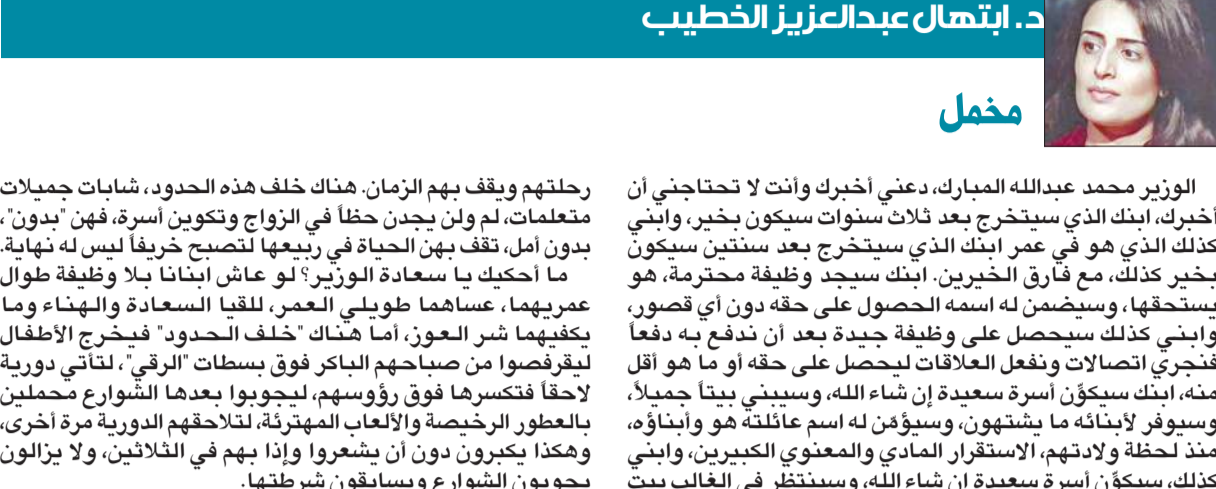 د. ابتهال عبدالعزيز الخطيب
مخمل
الوزير محمد عبدالله المبارك، دعني أخبرك وأنت لا تحتاجني أن
أخبرك، ابنك الذي سيتخرج بعد ثلاث سنوات سيكون بخير، وابني
كذلك الذي هو في عمر ابنك الذي سيتخرج بعد سنتين سيكون
بخير كذلك، مع فارق الخيرين. ابنك سيجد وظيفة محترمة، هو
يستحقها، وسيضمن له اسمه الحصول على حقه دون أي قصور،
وابني كذلك سيحصل على وظيفة جيدة بعد أن ندفع به دفعاً
فنجري اتصالات ونفعل العلاقات ليحصل على حقه أو ما هو أقل
منه، ابنك سيكوِّن أسرة سعيدة إن شاء الله، وسيبني بيتاً جميلاً،
وسيوفر لأبنائه ما يشتهون، وسيؤمّن له اسم عائلته هو وأبناؤه،
منذ لحظة ولادتهم، الاستقرار المادي والمعنوي الكبيرين، وابني
كذلك، سيكوِّن أسرة سعيدة إن شاء الله، وسينتظر في الغالب بيت
رحلتهم ويقف بهم الزمان. هناك خلف هذه الحدود، شابات جميلات
متعلمات، لم ولن يجدن حظاً في الزواج وتكوين أسرة، فهن "بدون"،
بدون أمل، تقف بهن الحياة في ربيعها لتصبح خريفاً ليس له نهاية.
ما أحكيك يا سعادة الوزير؟ لو عاش ابنانا بلا وظيفة طوال
عمريهما، عساهما طويلي العمر، للقيا السعادة والهناء وما
يكفيهما شر العوز، أما هناك "خلف الحدود" فيخرج الأطفال
ليقرفصوا من صباحهم الباكر فوق بسطات "الرقي"، لتأتي دورية
لاحقاً فتكسرها فوق رؤوسهم، ليجوبوا بعدها الشوارع محملين
بالعطور الرخيصة والألعاب المهترئة، لتلاحقهم الدورية مرة أخرى،
وهكذا يكبرون دون أن يشعروا وإذا بهم في الثلاثين، ولا يزالون
يجوبون الشوارع ويسابقون شرطتها.